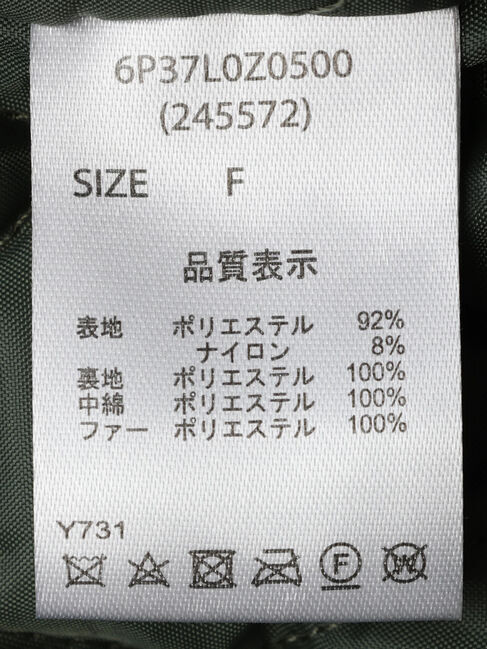 6P37L0Z0500
(245572)
SIZE F
品質表示
表地 ポリエステル 92%
ナイロン 8%
裏地 ポリエステル 100%
中綿 ポリエステル 100%
ファー ポリエステル 100%
Y731
F W